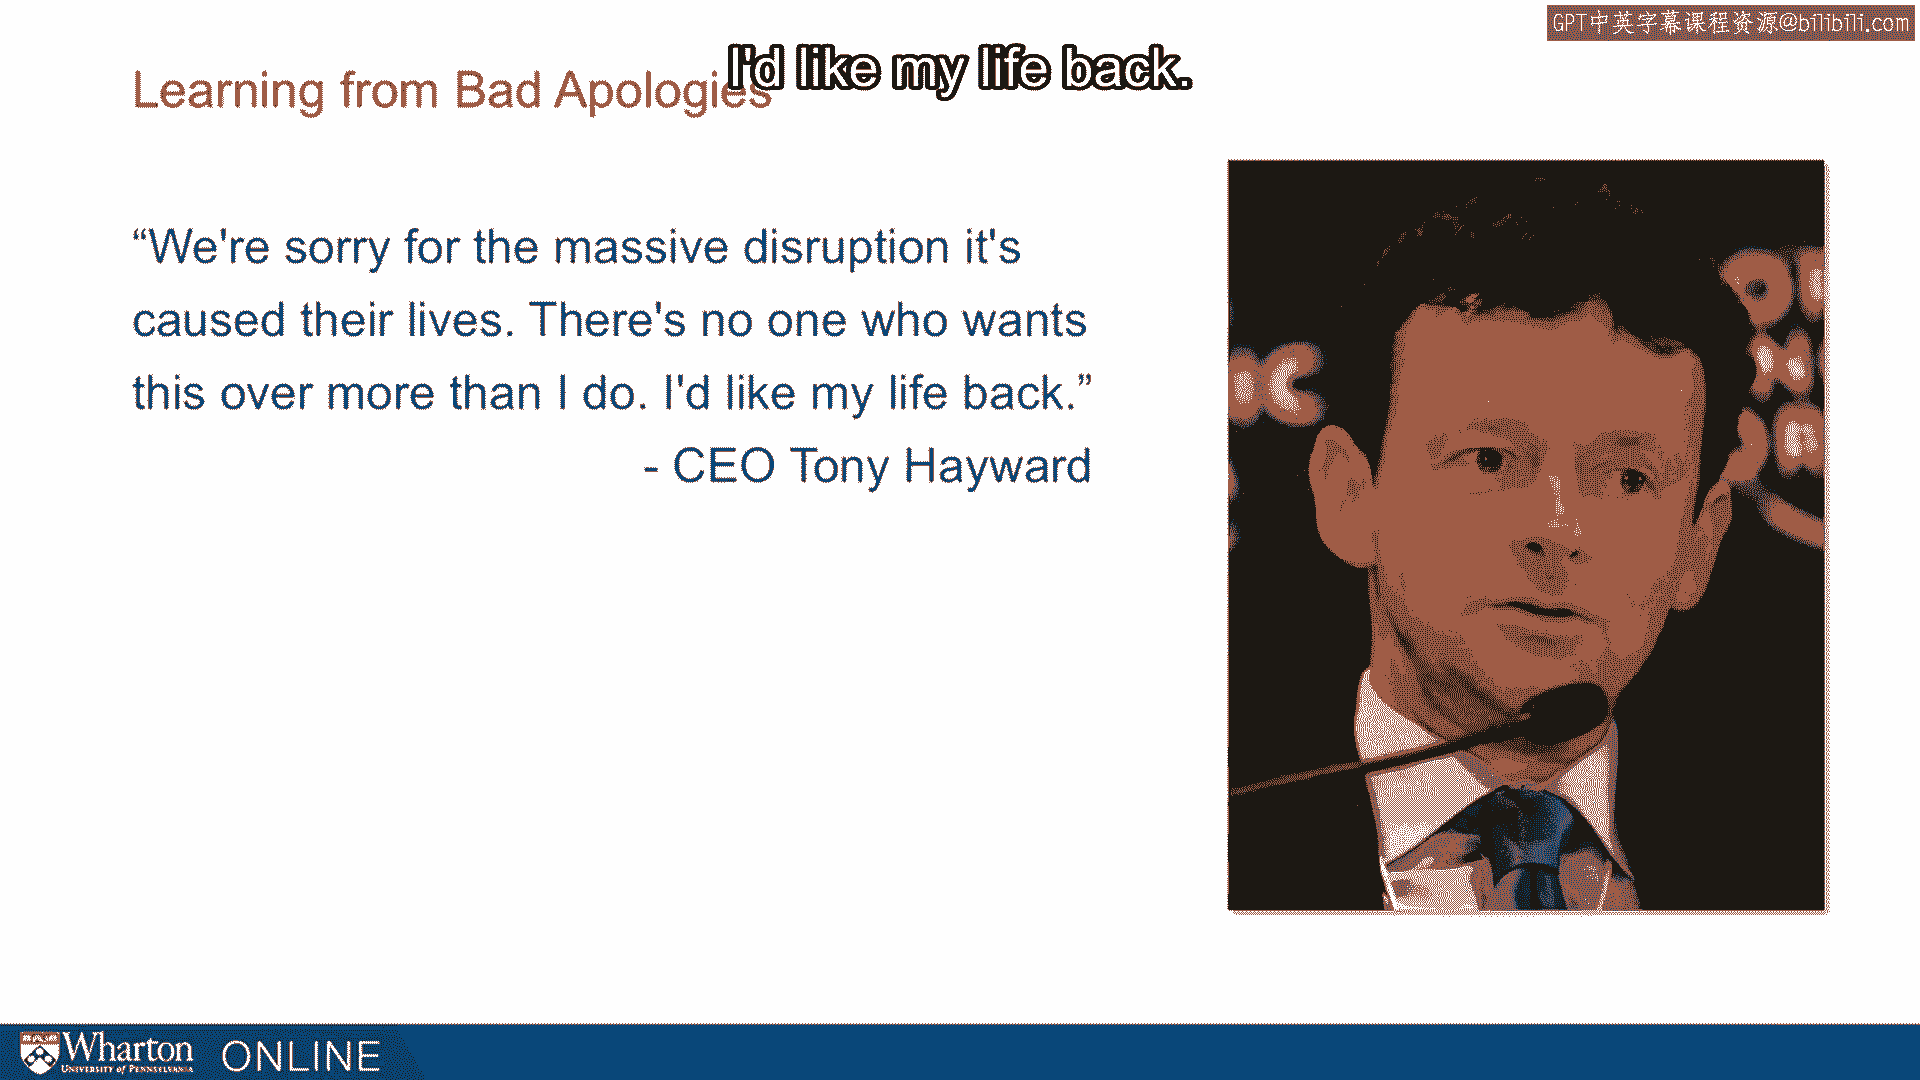 GPT中英字幕课程资源@bilibili.com
I'd like my life back.
Learning from Bad Apologies
“We're sorry for the massive disruption it's
caused their lives. There's no one who wants
this over more than I do. I'd like my life back.”
- CEO Tony Hayward
Wharton
UNIVERSITY of PENNSYLVANIA
ONLINE